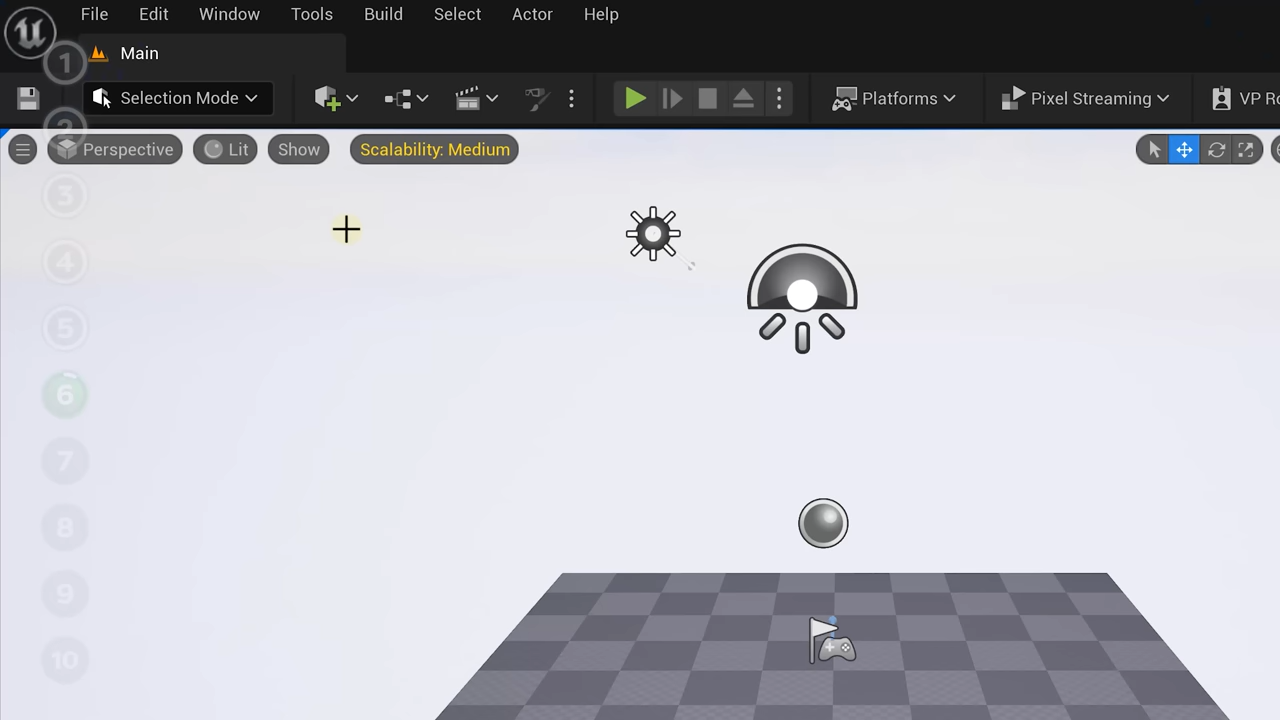 File Edit Window Tools Build Select Actor Help
1 Main
Selection Mode Platforms Pixel Streaming VP Ro
2
Perspective Lit Show Scalability: Medium
3
4
5
6
7
8
9
10